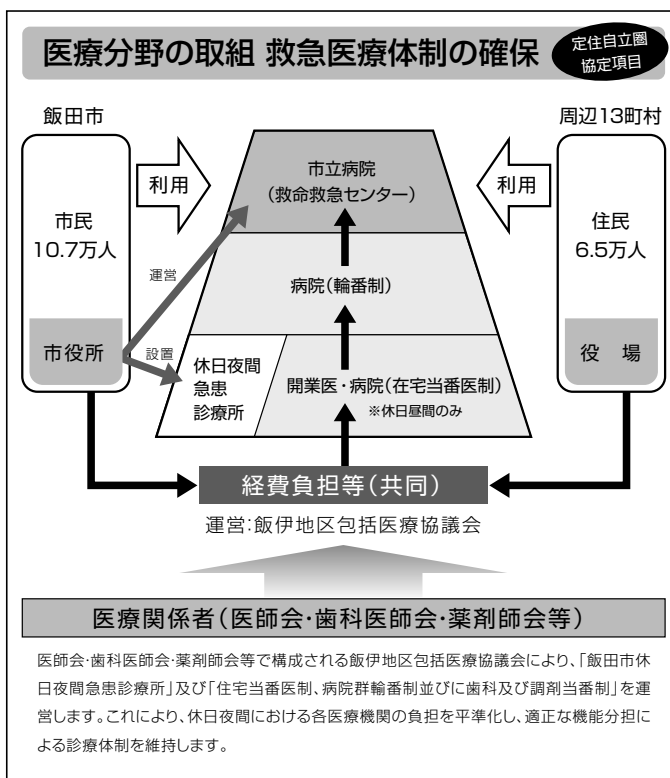 医療分野の取組 救急医療体制の確保
定住自立圏
協定項目
飯田市
周辺13町村
利用
利用
市民
10.7万人
住民
6.5万人
市立病院
(救命救急センター)
運営
病院(輪番制)
市役所
設置
休日夜間
急患
診療所
開業医・病院(在宅当番医制)
※休日昼間のみ
役 場
経費負担等(共同)
運営:飯伊地区包括医療協議会
医療関係者(医師会・歯科医師会・薬剤師会等)
医師会・歯科医師会・薬剤師会等で構成される飯伊地区包括医療協議会により、「飯田市休
日夜間急患診療所」及び「住宅当番医制、病院群輪番制並びに歯科及び調剤当番制」を運
営します。これにより、休日夜間における各医療機関の負担を平準化し、適正な機能分担
による診療体制を維持します。